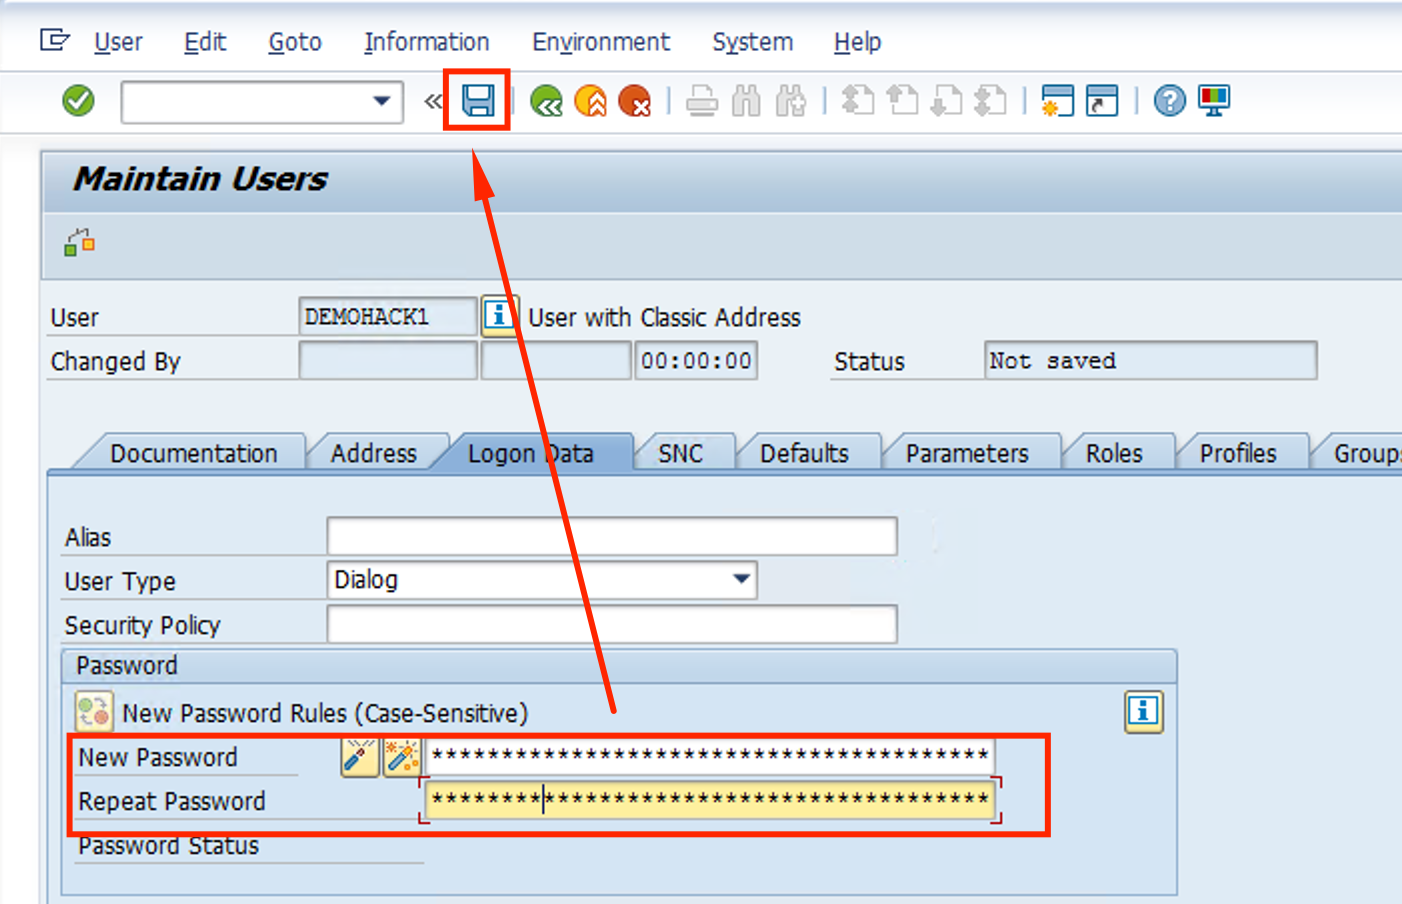 User Edit Goto Information Environment System Help
Maintain Users
User DEMOHACK1 User with Classic Address
Changed By 00:00:00 Status Not saved
Documentation Address Logon Data SNC Defaults Parameters Roles Profiles Groups
Alias
User Type Dialog
Security Policy
Password
New Password Rules (Case-Sensitive)
New Password ****************************************
Repeat Password ****************************************
Password Status